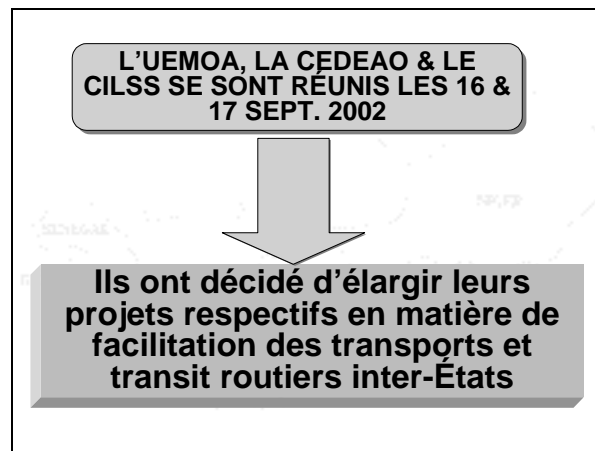 L'UEMOA, LA CEDEAO & LE
CILSS SE SONT RÉUNIS LES 16 &
17 SEPT. 2002
Ils ont décidé d'élargir leurs
projets respectifs en matière de
facilitation des transports et
transit routiers inter-États